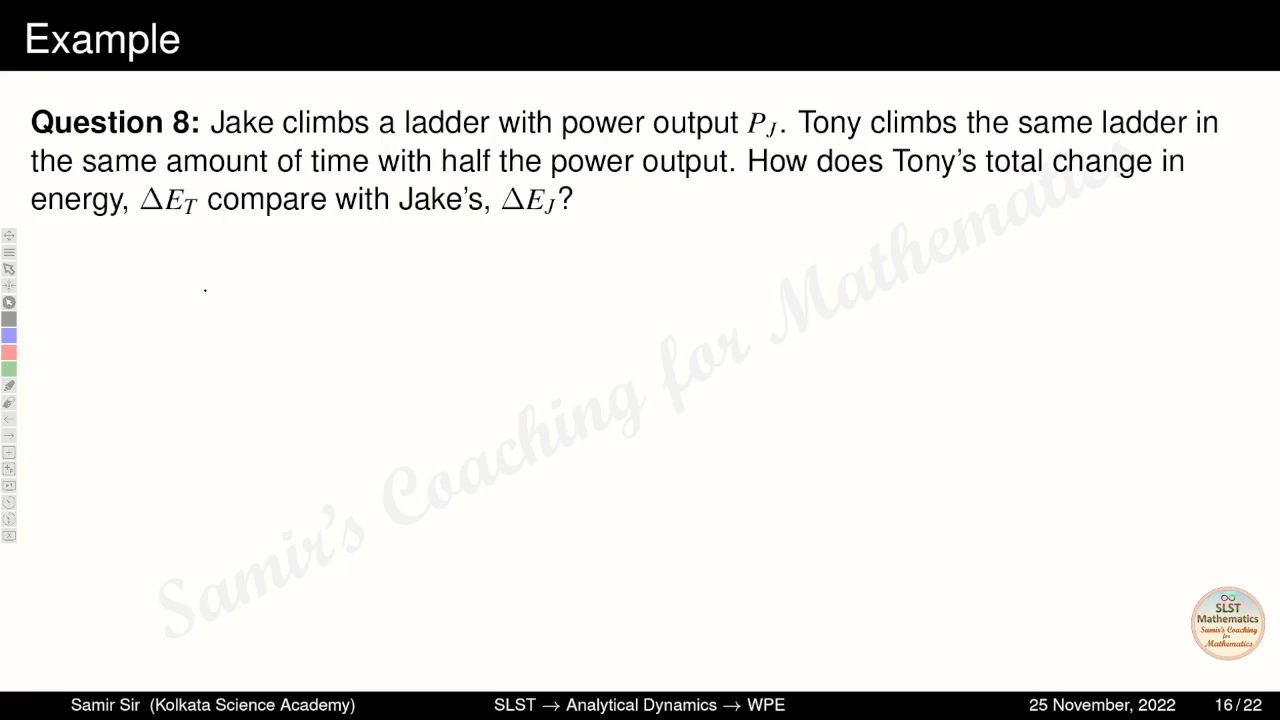 Example
Question 8: Jake climbs a ladder with power output P_J. Tony climbs the same ladder in
the same amount of time with half the power output. How does Tony's total change in
energy, ΔE_T compare with Jake's, ΔE_J?
Samir's Coaching for Mathematics
SLST
Mathematics
Samir's Coaching
for
Mathematics
Samir Sir (Kolkata Science Academy) SLST → Analytical Dynamics → WPE 25 November, 2022 16 / 22